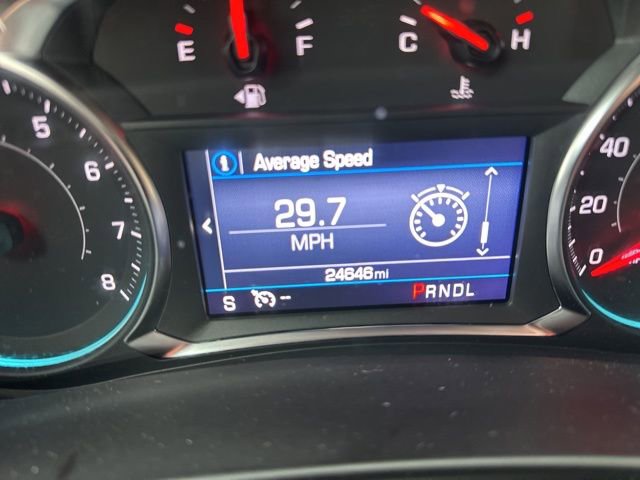 E F
C H
5
6
7
8
i Average Speed
29.7
MPH
24646 mi
S -- PRNDL
40
20
0